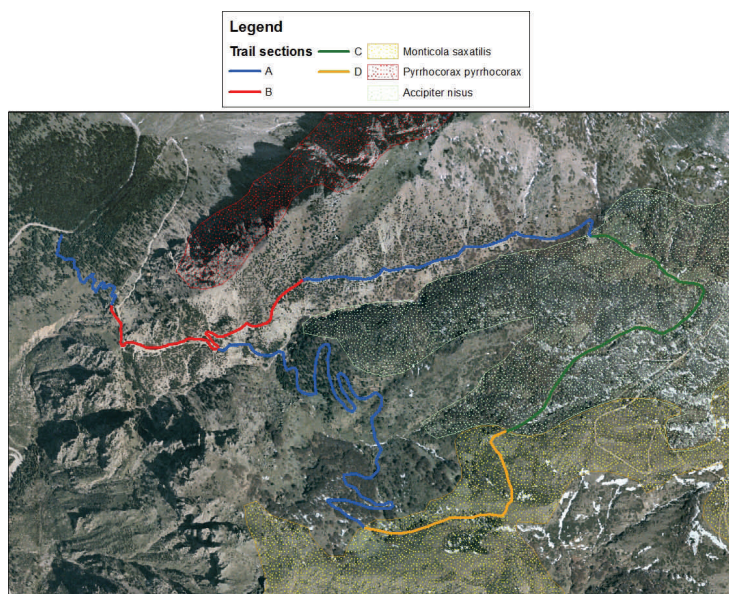 Legend
Trail sections
A
B
C
D
Monticola saxatilis
Pyrrhocorax pyrrhocorax
Accipiter nisus